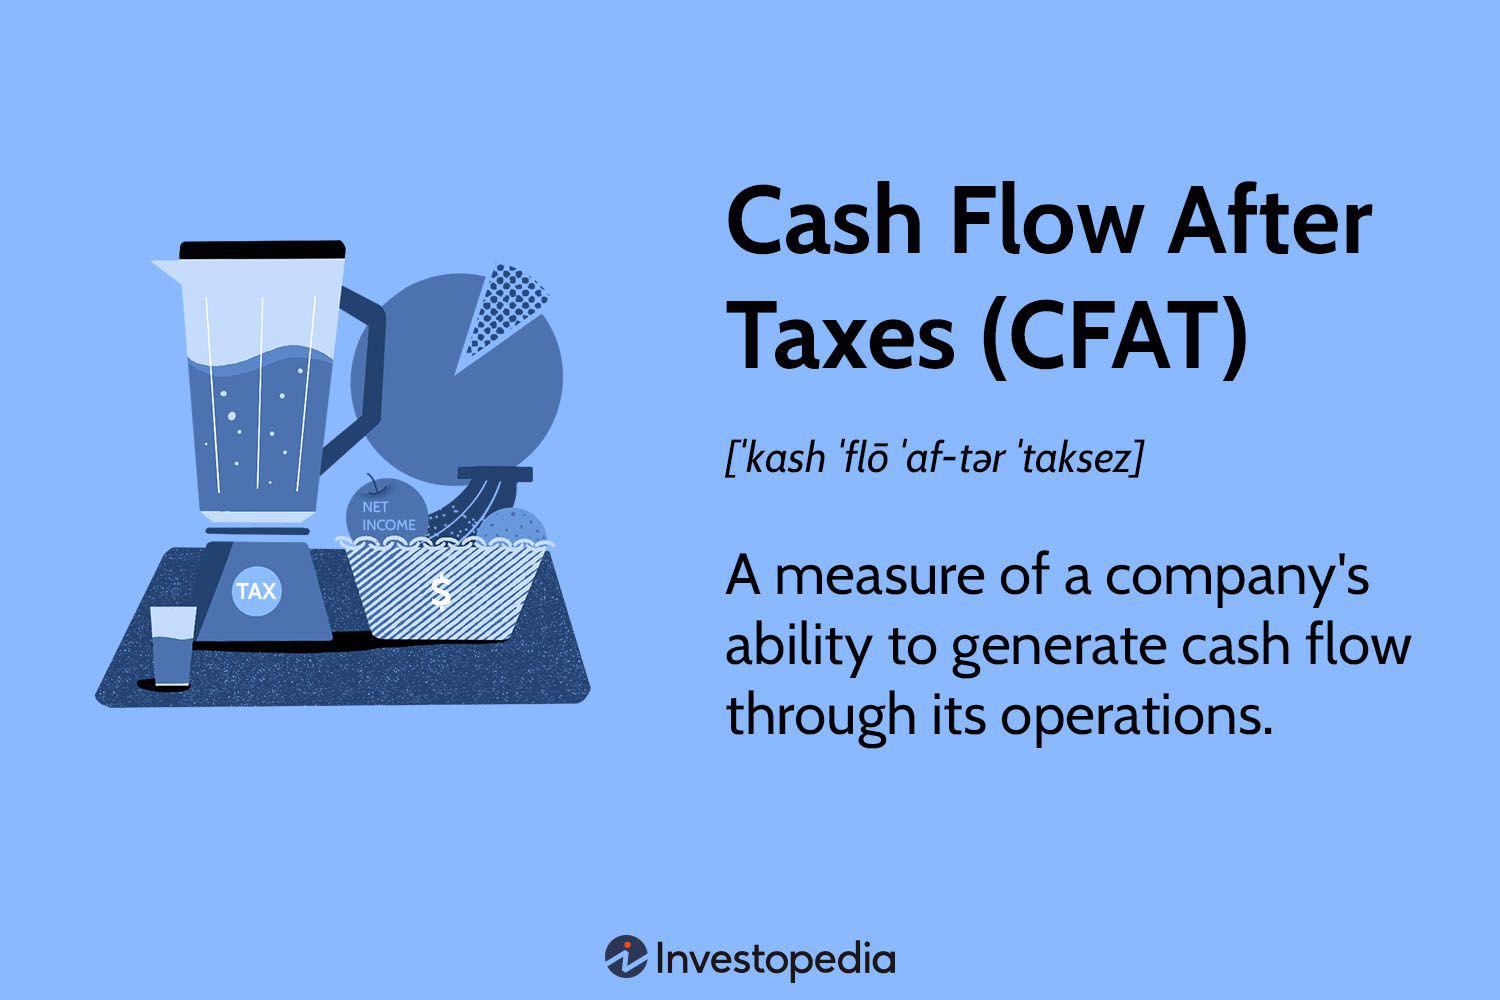 Cash Flow After
Taxes (CFAT)
[ˈkash ˈflō ˈaf-tər ˈtaksez]
A measure of a company's
ability to generate cash flow
through its operations.
NET
INCOME
TAX
$
Investopedia